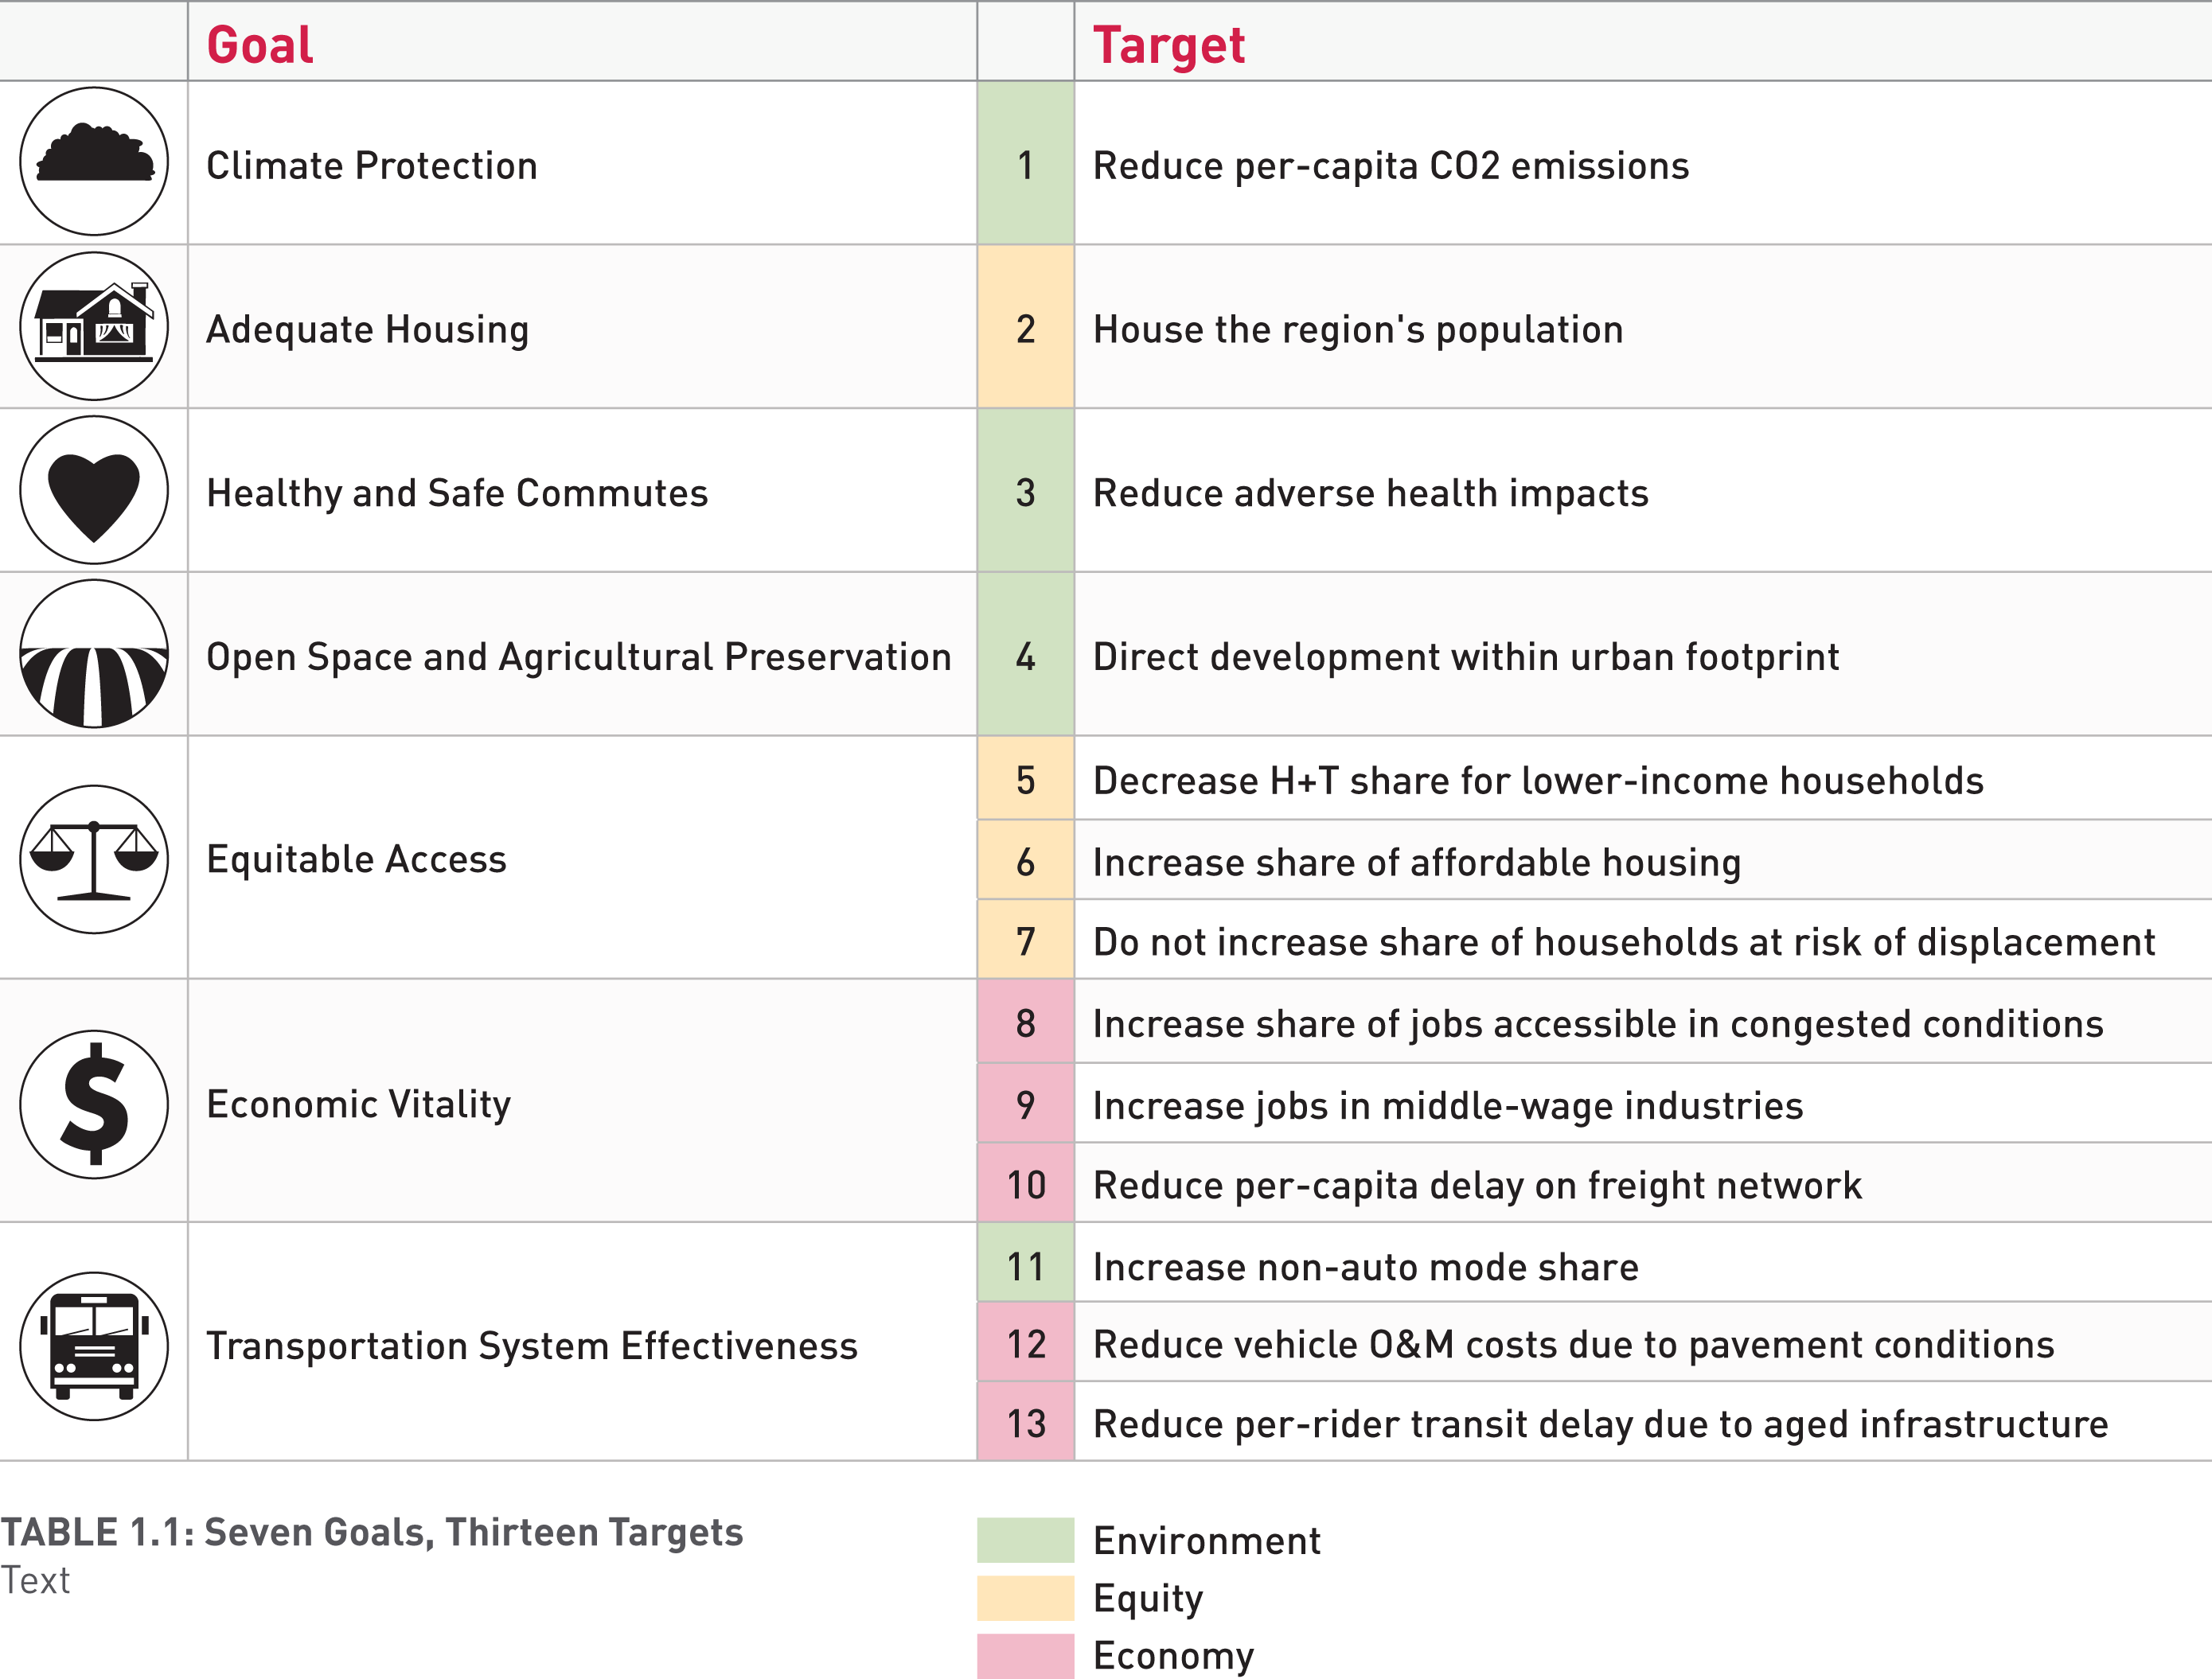 Goal Target
Climate Protection 1 Reduce per-capita CO2 emissions
Adequate Housing 2 House the region's population
Healthy and Safe Commutes 3 Reduce adverse health impacts
Open Space and Agricultural Preservation 4 Direct development within urban footprint
5 Decrease H+T share for lower-income households
Equitable Access 6 Increase share of affordable housing
7 Do not increase share of households at risk of displacement
8 Increase share of jobs accessible in congested conditions
Economic Vitality 9 Increase jobs in middle-wage industries
10 Reduce per-capita delay on freight network
11 Increase non-auto mode share
Transportation System Effectiveness 12 Reduce vehicle O&M costs due to pavement conditions
13 Reduce per-rider transit delay due to aged infrastructure
TABLE 1.1: Seven Goals, Thirteen Targets
Text
Environment
Equity
Economy